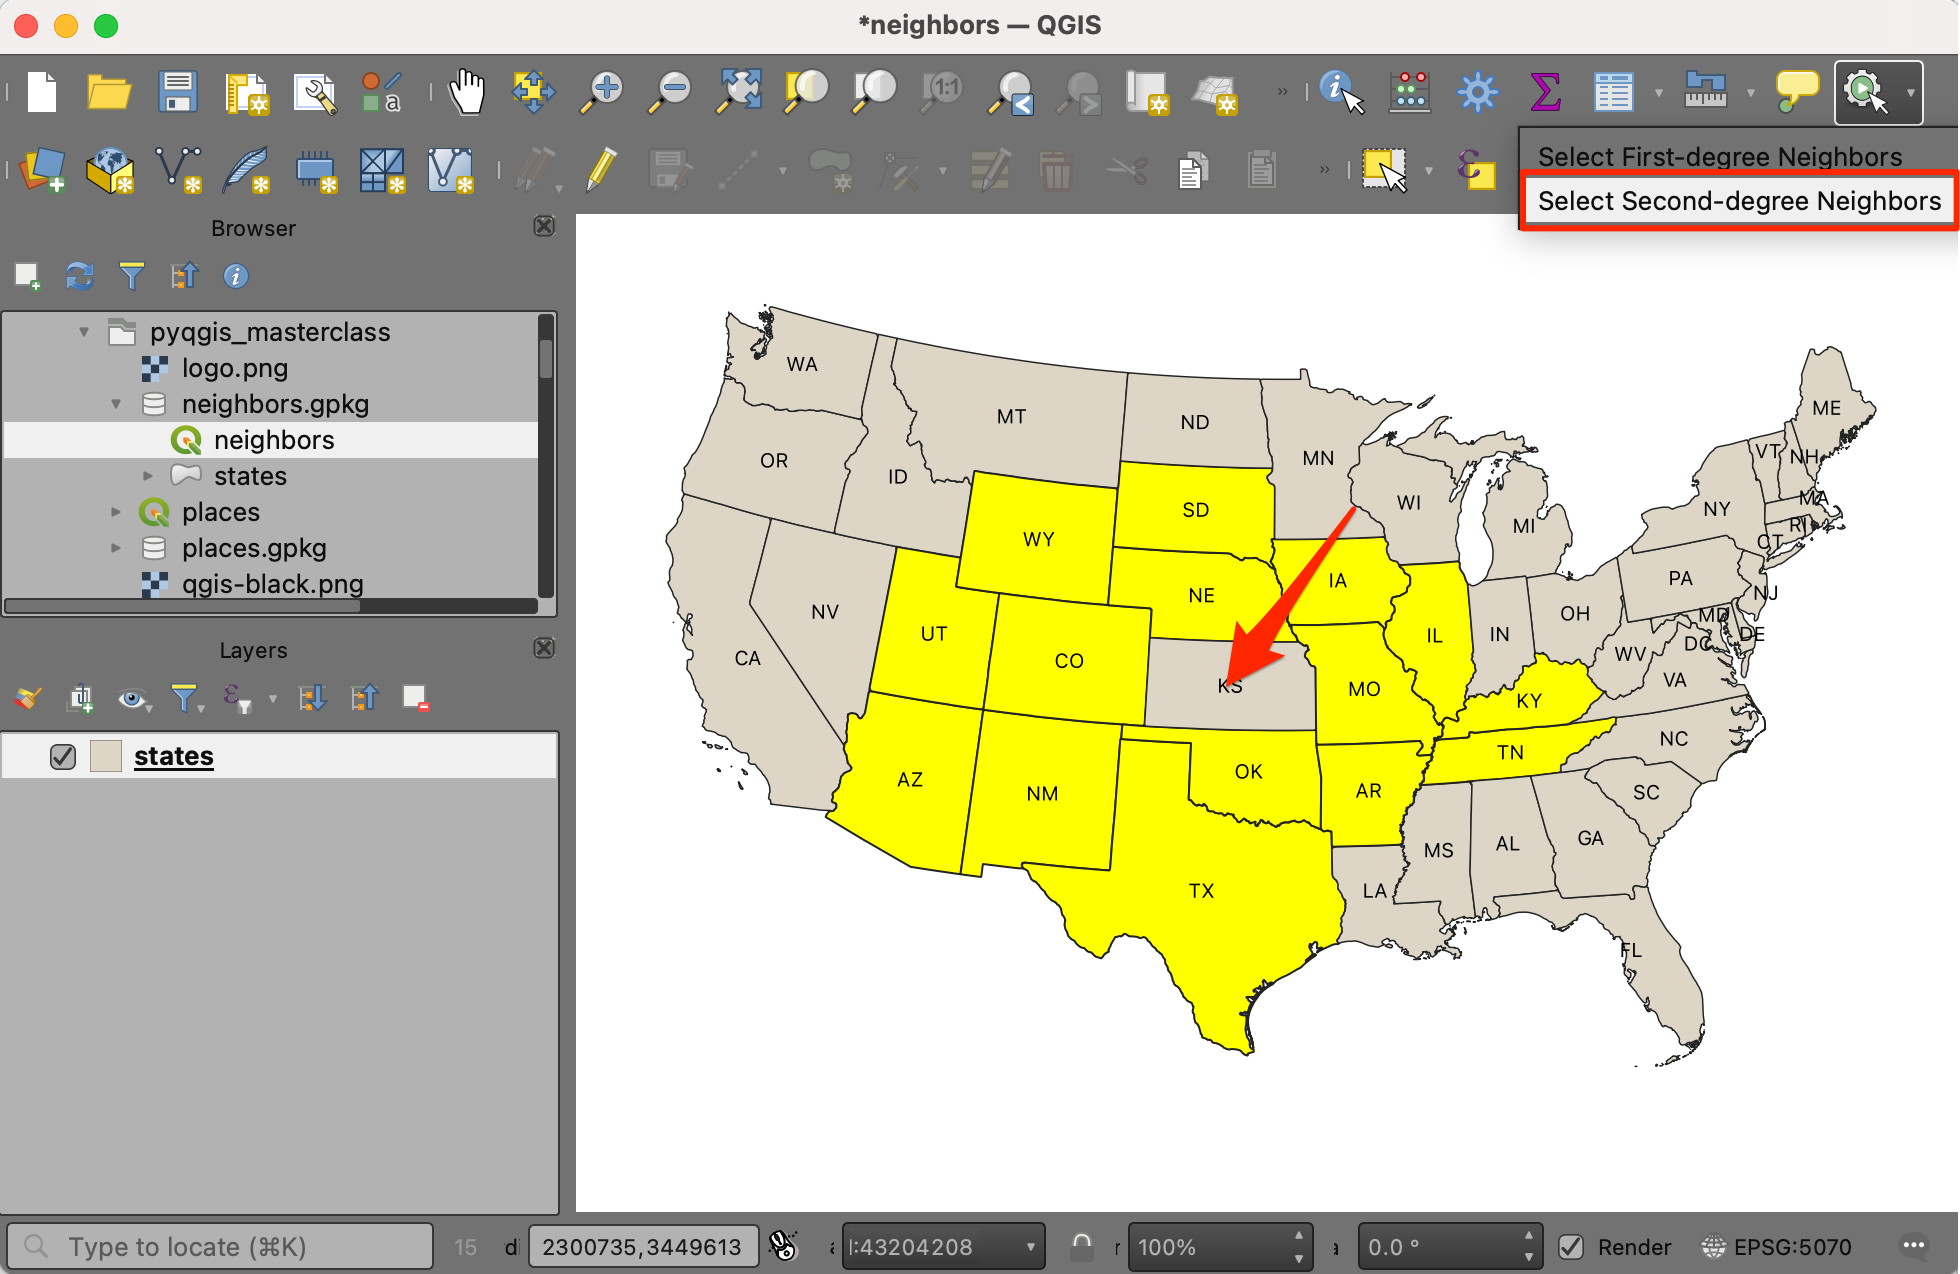 *neighbors — QGIS
1:1
a
Select First-degree Neighbors
Select Second-degree Neighbors
Browser
pyqgis_masterclass
logo.png
neighbors.gpkg
neighbors
states
places
places.gpkg
qgis-black.png
Layers
states
WA
MT
ND
MN
OR
ID
SD
WI
MI
ME
VT
NH
NY
MA
RI
CT
WY
NE
IA
PA
NJ
NV
UT
CO
KS
MO
IL
IN
OH
MD
DE
DC
WV
VA
CA
KY
NC
AZ
NM
OK
AR
TN
SC
MS
AL
GA
TX
LA
FL
Type to locate (⌘K)
15
2300735,3449613
:43204208
100%
0.0 °
Render
EPSG:5070